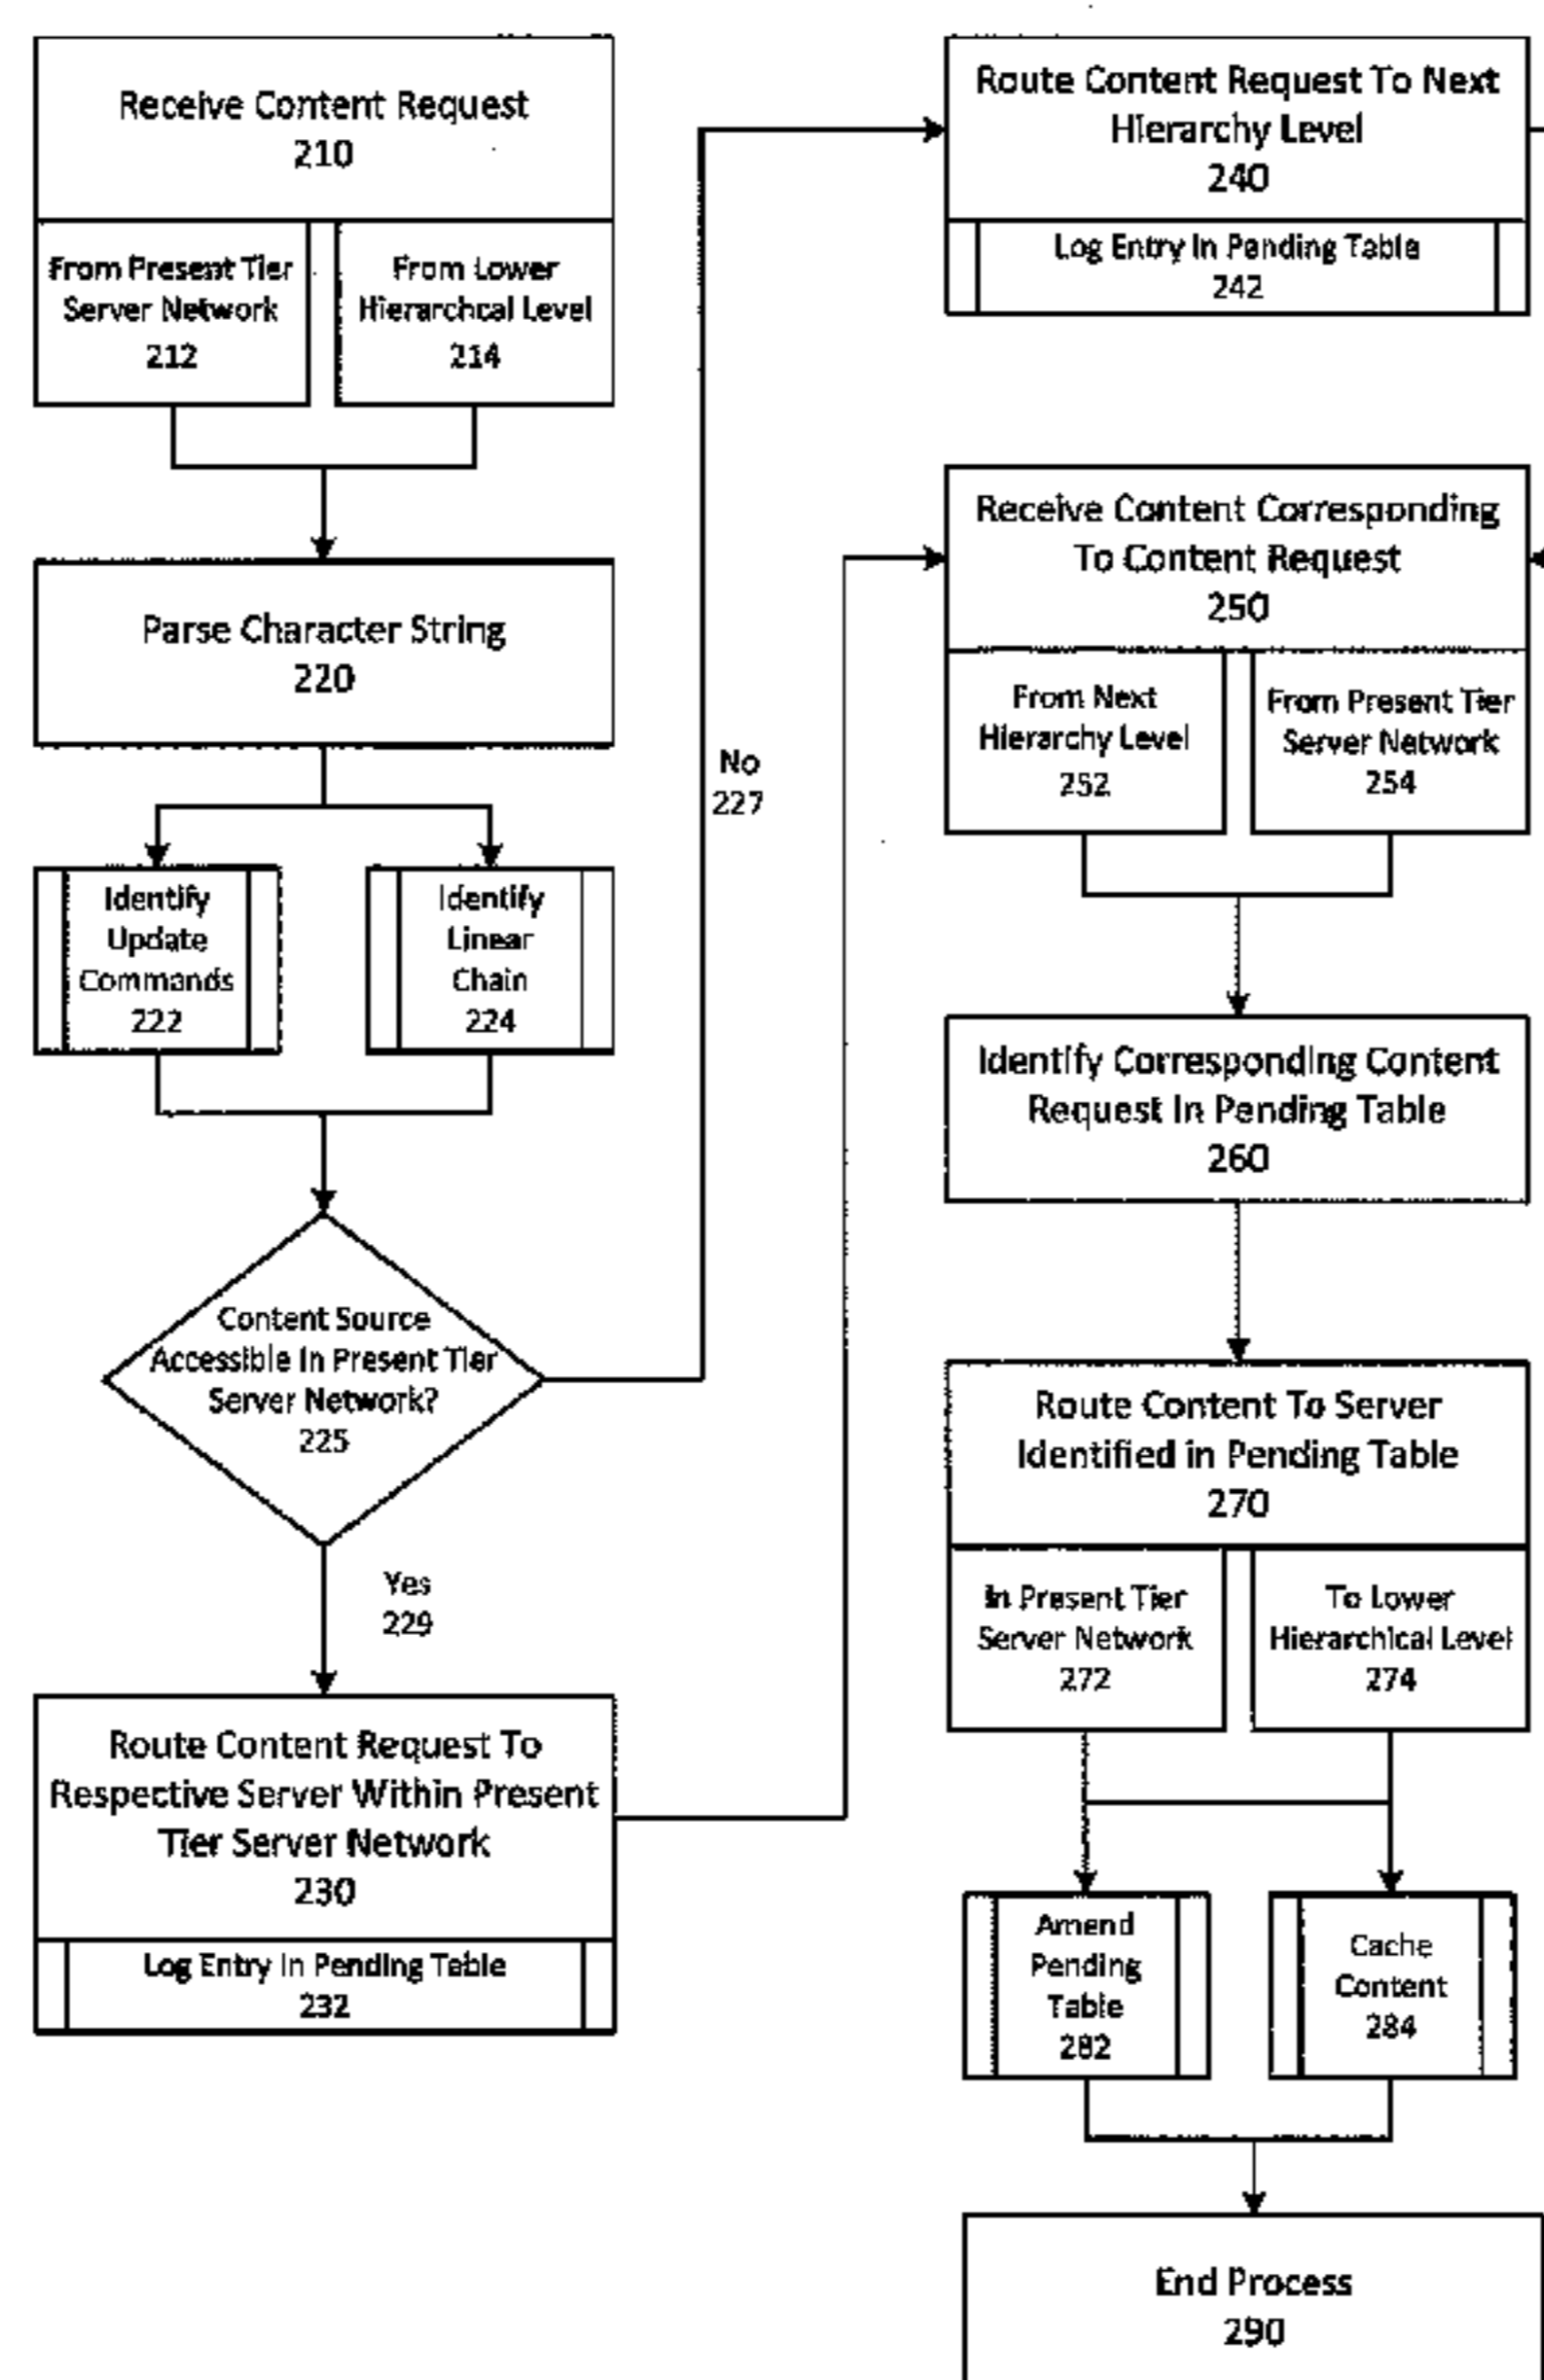 Receive Content Request
210
From Present Tier
Server Network
212
From Lower
Hierarchcal Level
214
Parse Character String
220
Identify
Update
Commands
222
Identify
Linear
Chain
224
Content Source
Accessible In Present Tier
Server Network?
225
No
227
Yes
229
Route Content Request To
Respective Server Within Present
Tier Server Network
230
Log Entry In Pending Table
232
Route Content Request To Next
Hierarchy Level
240
Log Entry In Pending Table
242
Receive Content Corresponding
To Content Request
250
From Next
Hierarchy Level
252
From Present Tier
Server Network
254
Identify Corresponding Content
Request In Pending Table
260
Route Content To Server
Identified in Pending Table
270
In Present Tier
Server Network
272
To Lower
Hierarchical Level
274
Amend
Pending
Table
282
Cache
Content
284
End Process
290